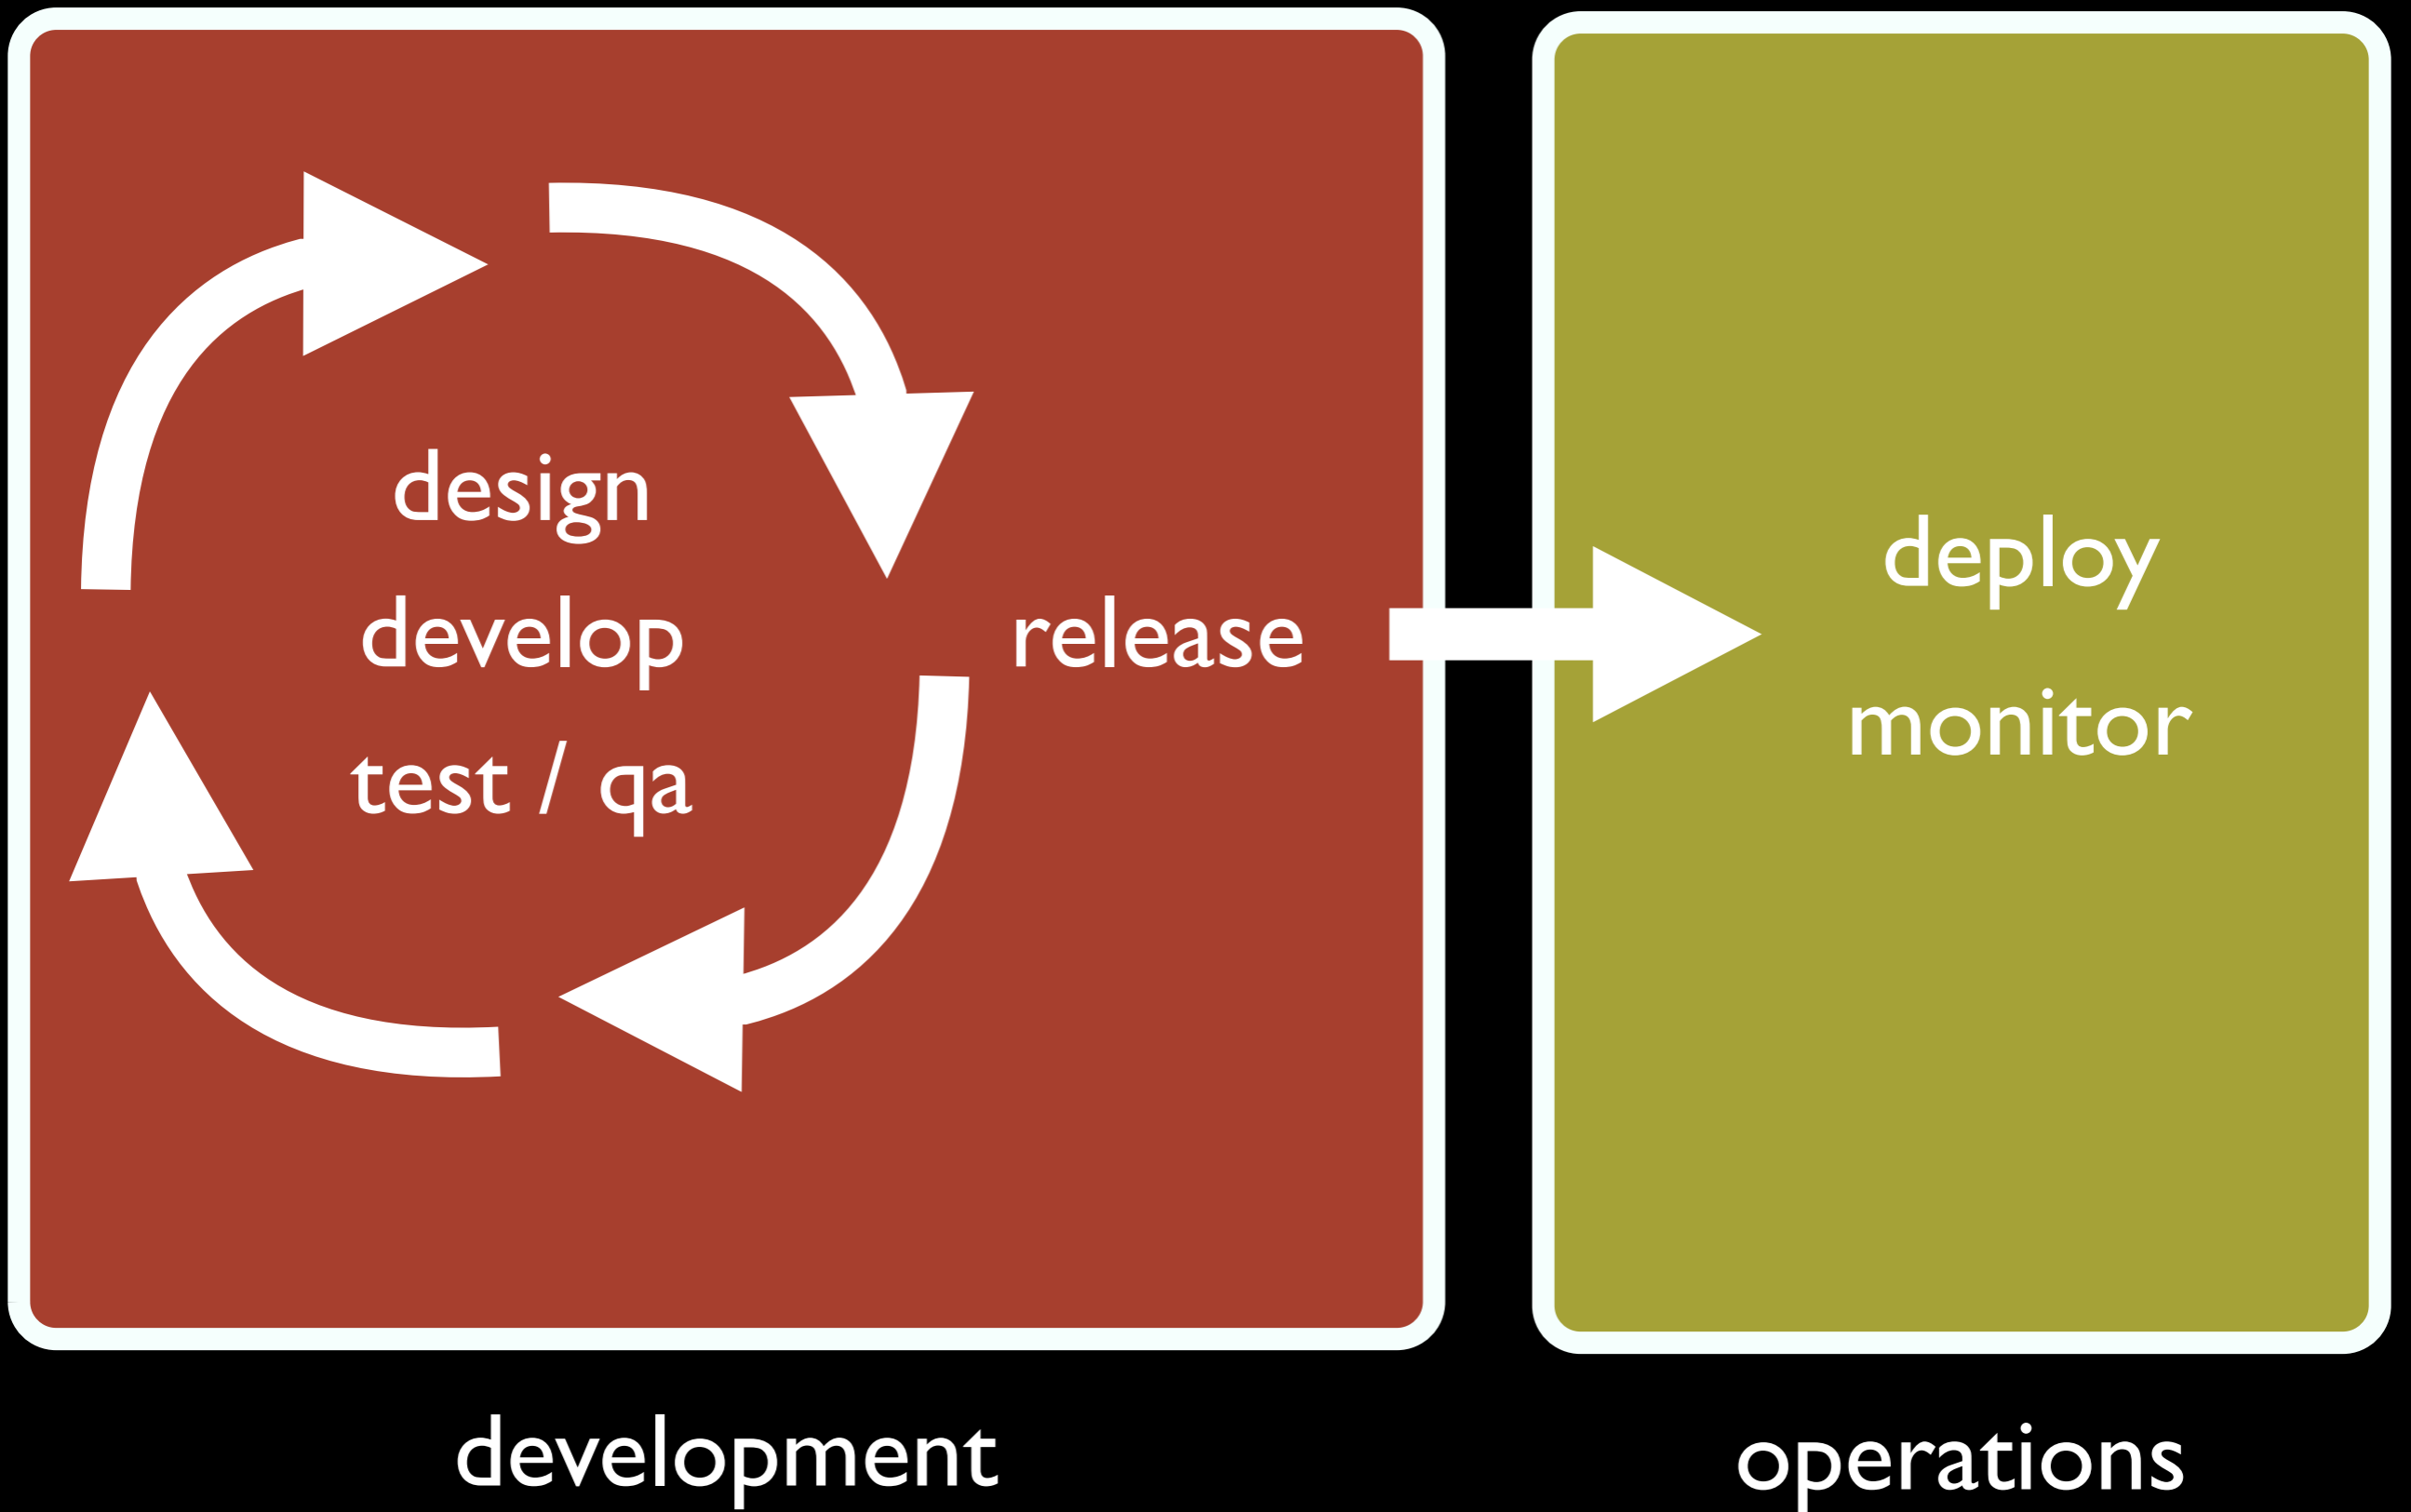 design
develop
test / qa
release
deploy
monitor
development
operations